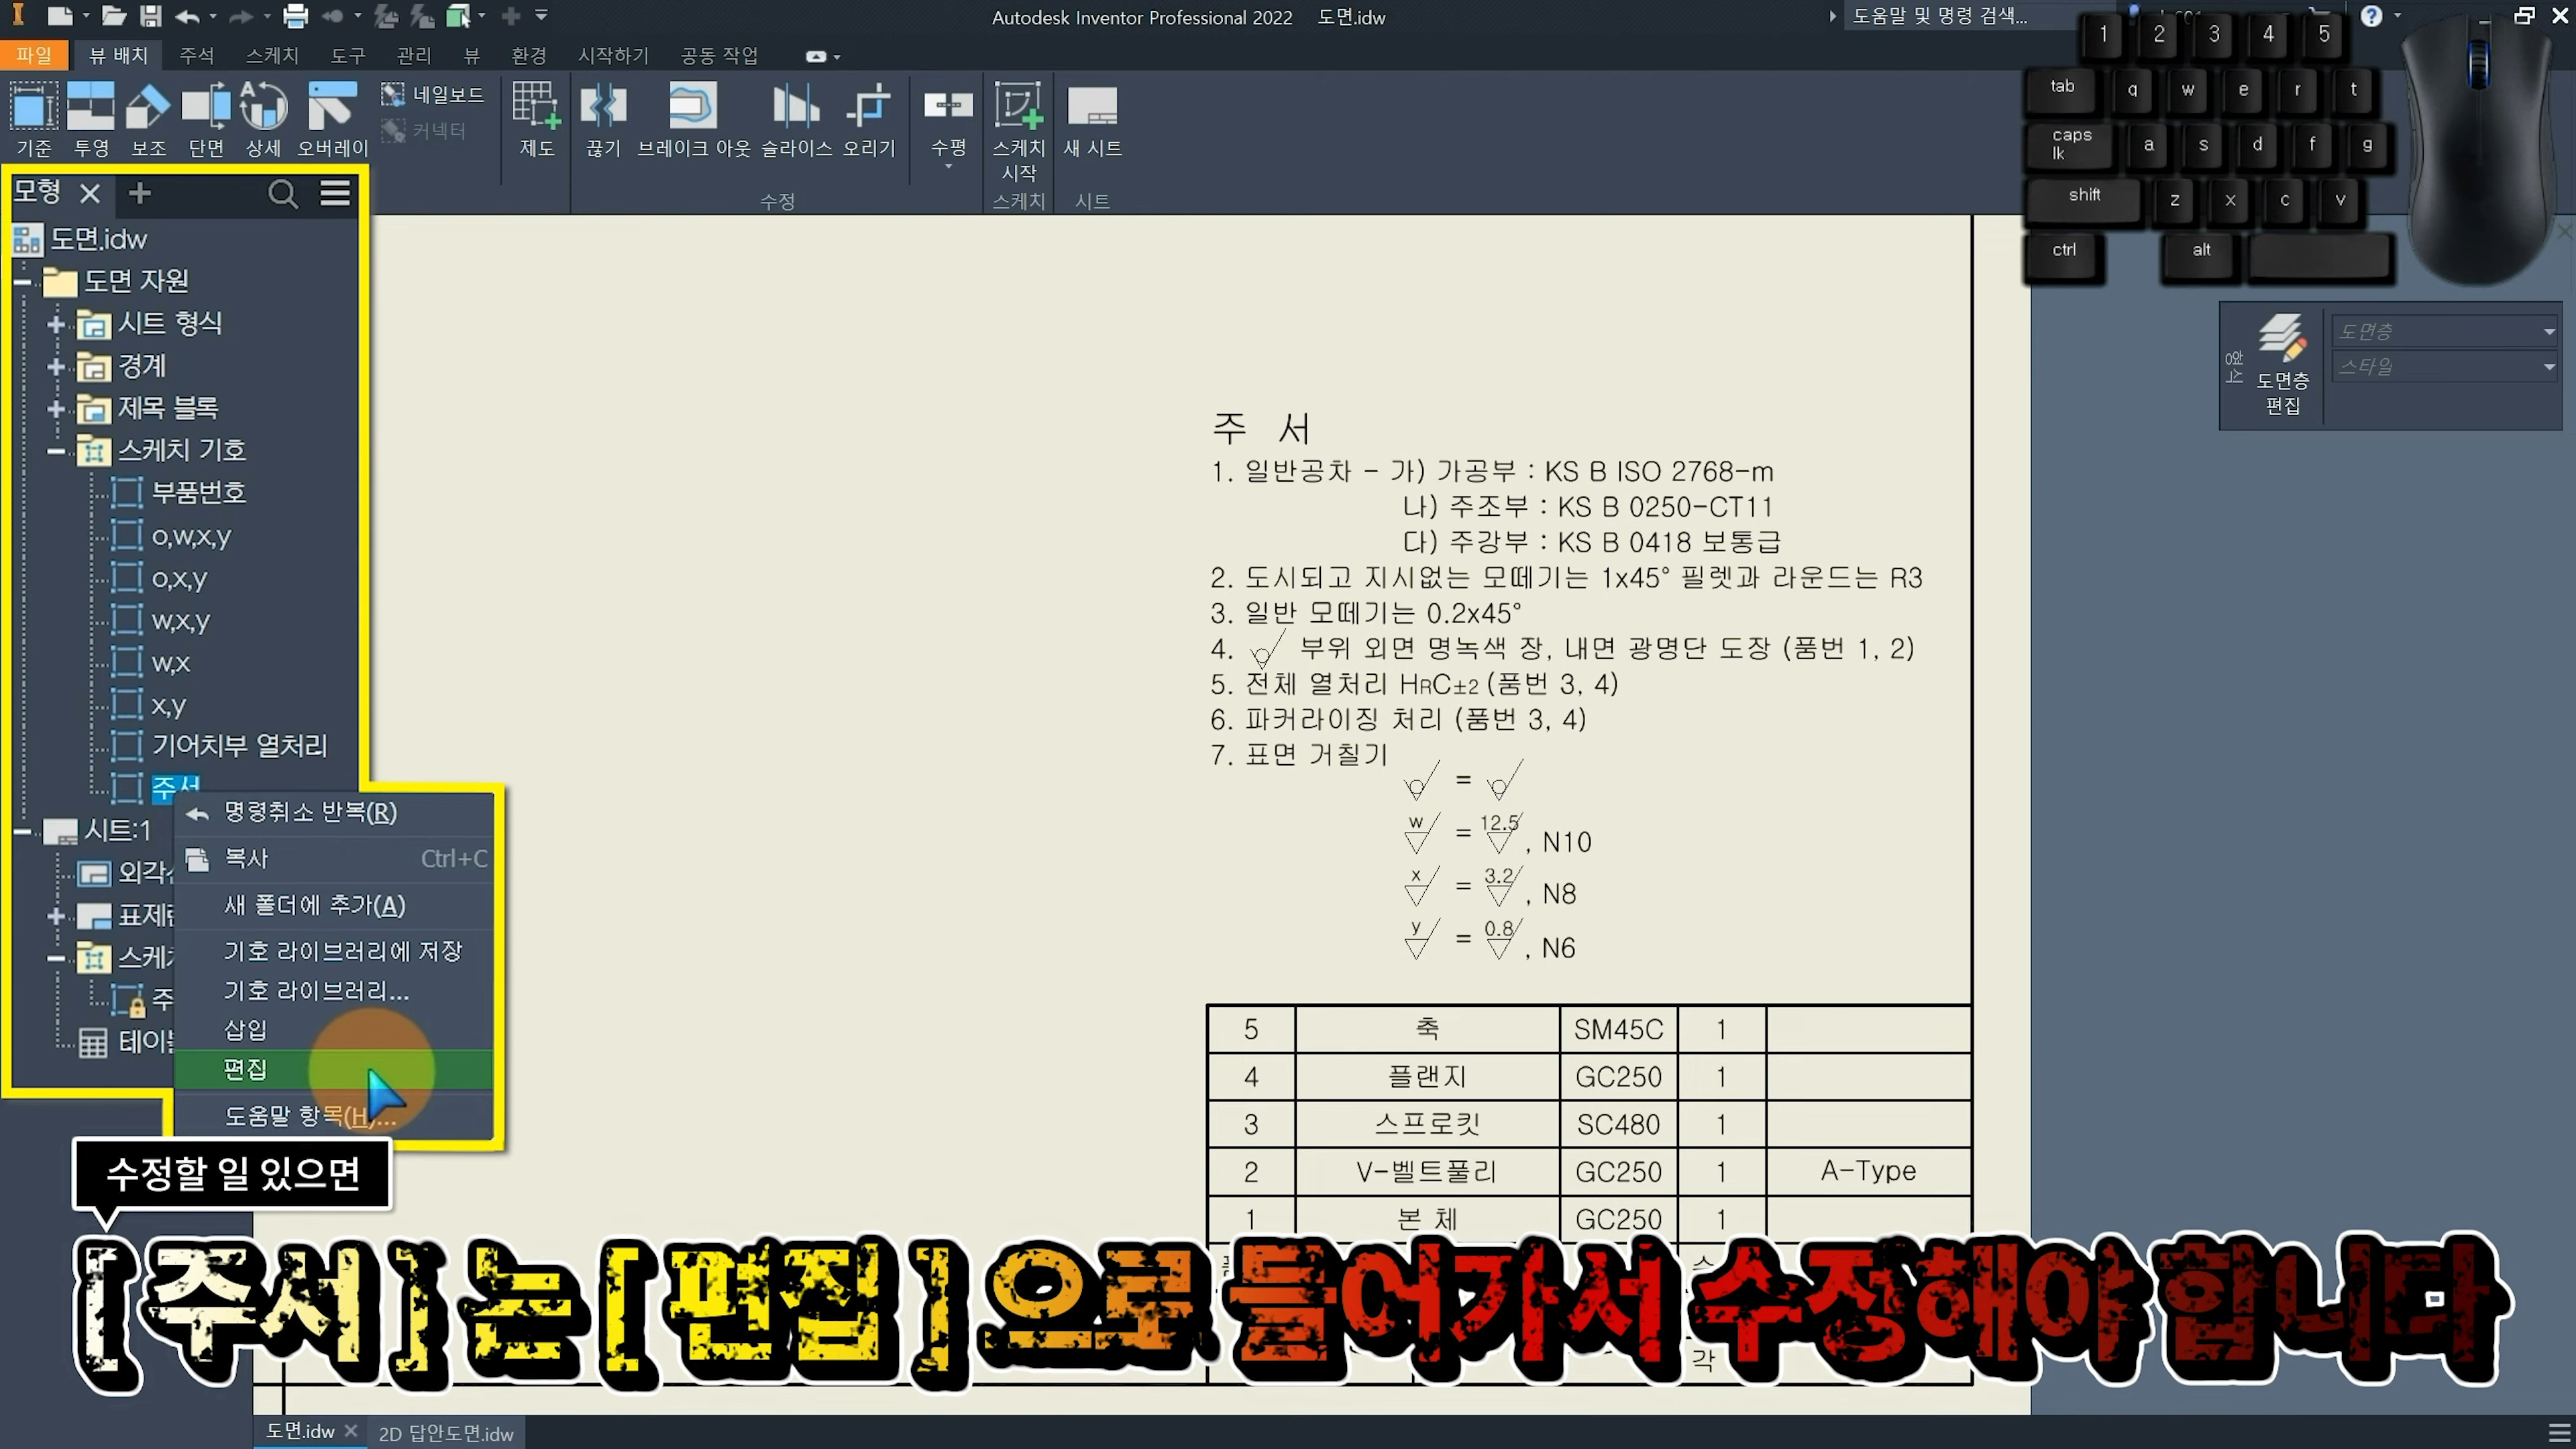 Autodesk Inventor Professional 2022 도면.idw
도움말 및 명령 검색...
파일 뷰 배치 주석 스케치 도구 관리 뷰 환경 시작하기 공동 작업
기준 투영 보조 단면 상세 오버레이
네일보드
커넥터
제도 끊기 브레이크 아웃 슬라이스 오리기 수평
스케치
시작
새 시트
수정 스케치 시트
1 2 3 4 5
tab q w e r t
caps
lk
a s d f g
shift z x c v
ctrl alt
양식
도면층
편집
도면층
스타일
모형
도면.idw
도면 자원
시트 형식
경계
제목 블록
스케치 기호
부품번호
o,w,x,y
o,x,y
w,x,y
w,x
x,y
기어치부 열처리
주서
시트:1
명령취소 반복(R)
복사 Ctrl+C
새 폴더에 추가(A)
기호 라이브러리에 저장
기호 라이브러리...
삽입
편집
도움말 항목(H)...
주 서
1. 일반공차 - 가) 가공부 : KS B ISO 2768-m
나) 주조부 : KS B 0250-CT11
다) 주강부 : KS B 0418 보통급
2. 도시되고 지시없는 모떼기는 1x45° 필렛과 라운드는 R3
3. 일반 모떼기는 0.2x45°
4. 부위 외면 명녹색 장, 내면 광명단 도장 (품번 1, 2)
5. 전체 열처리 HRC±2 (품번 3, 4)
6. 파커라이징 처리 (품번 3, 4)
7. 표면 거칠기
=
w = 12.5 , N10
x = 3.2 , N8
y = 0.8 , N6
5 축 SM45C 1
4 플랜지 GC250 1
3 스프로킷 SC480 1
2 V-벨트풀리 GC250 1 A-Type
1 본 체 GC250 1
각
수정할 일 있으면
[주서]는 [편집]으로 들어가서 수정해야 합니다
도면.idw 2D 답안도면.idw